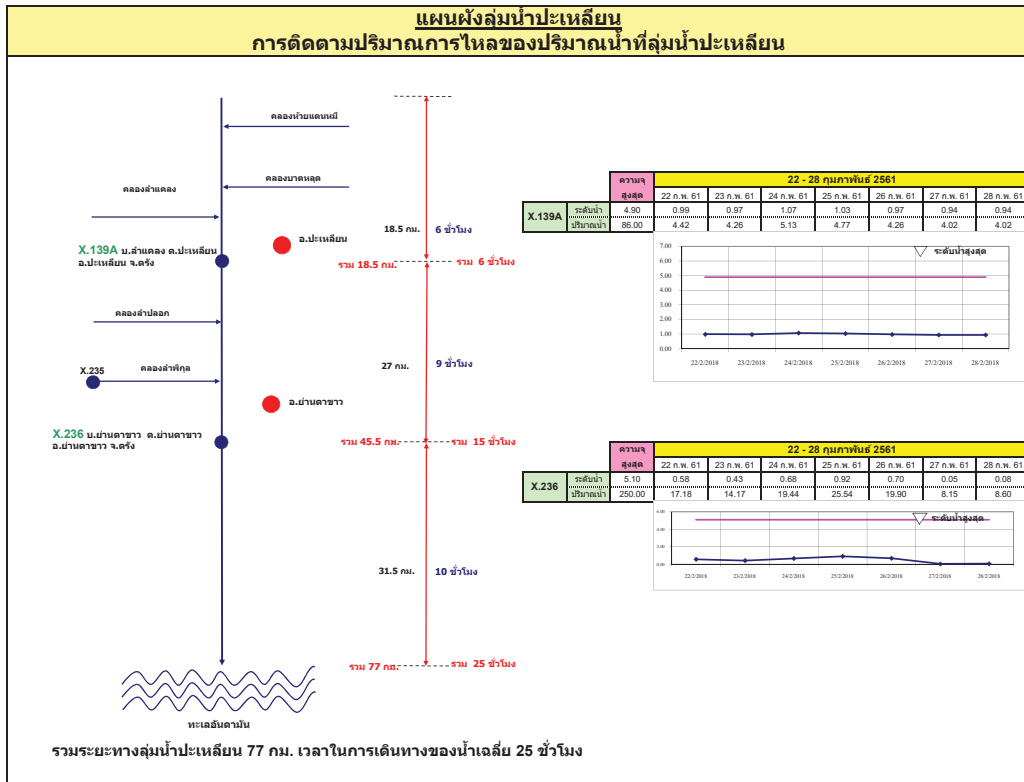 แผนผังลุ่มน้ำปะเหลียน
การติดตามปริมาณการไหลของปริมาณน้ำที่ลุ่มน้ำปะเหลียน
คลองห้วยแดนหมี
คลองบาดหลุด
คลองลำแคลง
18.5 กม.
6 ชั่วโมง
อ.ปะเหลียน
X.139A บ.ลำแคลง ต.ปะเหลียน
อ.ปะเหลียน จ.ตรัง
รวม 18.5 กม.
รวม 6 ชั่วโมง
คลองลำปลอก
X.235
คลองลำพิกุล
27 กม.
9 ชั่วโมง
อ.ย่านตาขาว
X.236 บ.ย่านตาขาว ต.ย่านตาขาว
อ.ย่านตาขาว จ.ตรัง
รวม 45.5 กม.
รวม 15 ชั่วโมง
31.5 กม.
10 ชั่วโมง
รวม 77 กม.
รวม 25 ชั่วโมง
ทะเลอันดามัน
รวมระยะทางลุ่มน้ำปะเหลียน 77 กม. เวลาในการเดินทางของน้ำเฉลี่ย 25 ชั่วโมง
ความจุ
สูงสุด
22 - 28 กุมภาพันธ์ 2561
22 ก.พ. 61 23 ก.พ. 61 24 ก.พ. 61 25 ก.พ. 61 26 ก.พ. 61 27 ก.พ. 61 28 ก.พ. 61
X.139A
ระดับน้ำ 4.90 0.99 0.97 1.07 1.03 0.97 0.94 0.94
ปริมาณน้ำ 86.00 4.42 4.26 5.13 4.77 4.26 4.02 4.02
ระดับน้ำสูงสุด
7.00
6.00
5.00
4.00
3.00
2.00
1.00
0.00
22/2/2018 23/2/2018 24/2/2018 25/2/2018 26/2/2018 27/2/2018 28/2/2018
ความจุ
สูงสุด
22 - 28 กุมภาพันธ์ 2561
22 ก.พ. 61 23 ก.พ. 61 24 ก.พ. 61 25 ก.พ. 61 26 ก.พ. 61 27 ก.พ. 61 28 ก.พ. 61
X.236
ระดับน้ำ 5.10 0.58 0.43 0.68 0.92 0.70 0.05 0.08
ปริมาณน้ำ 250.00 17.18 14.17 19.44 25.54 19.90 8.15 8.60
ระดับน้ำสูงสุด
6.00
4.00
2.00
0.00
22/2/2018 23/2/2018 24/2/2018 25/2/2018 26/2/2018 27/2/2018 28/2/2018